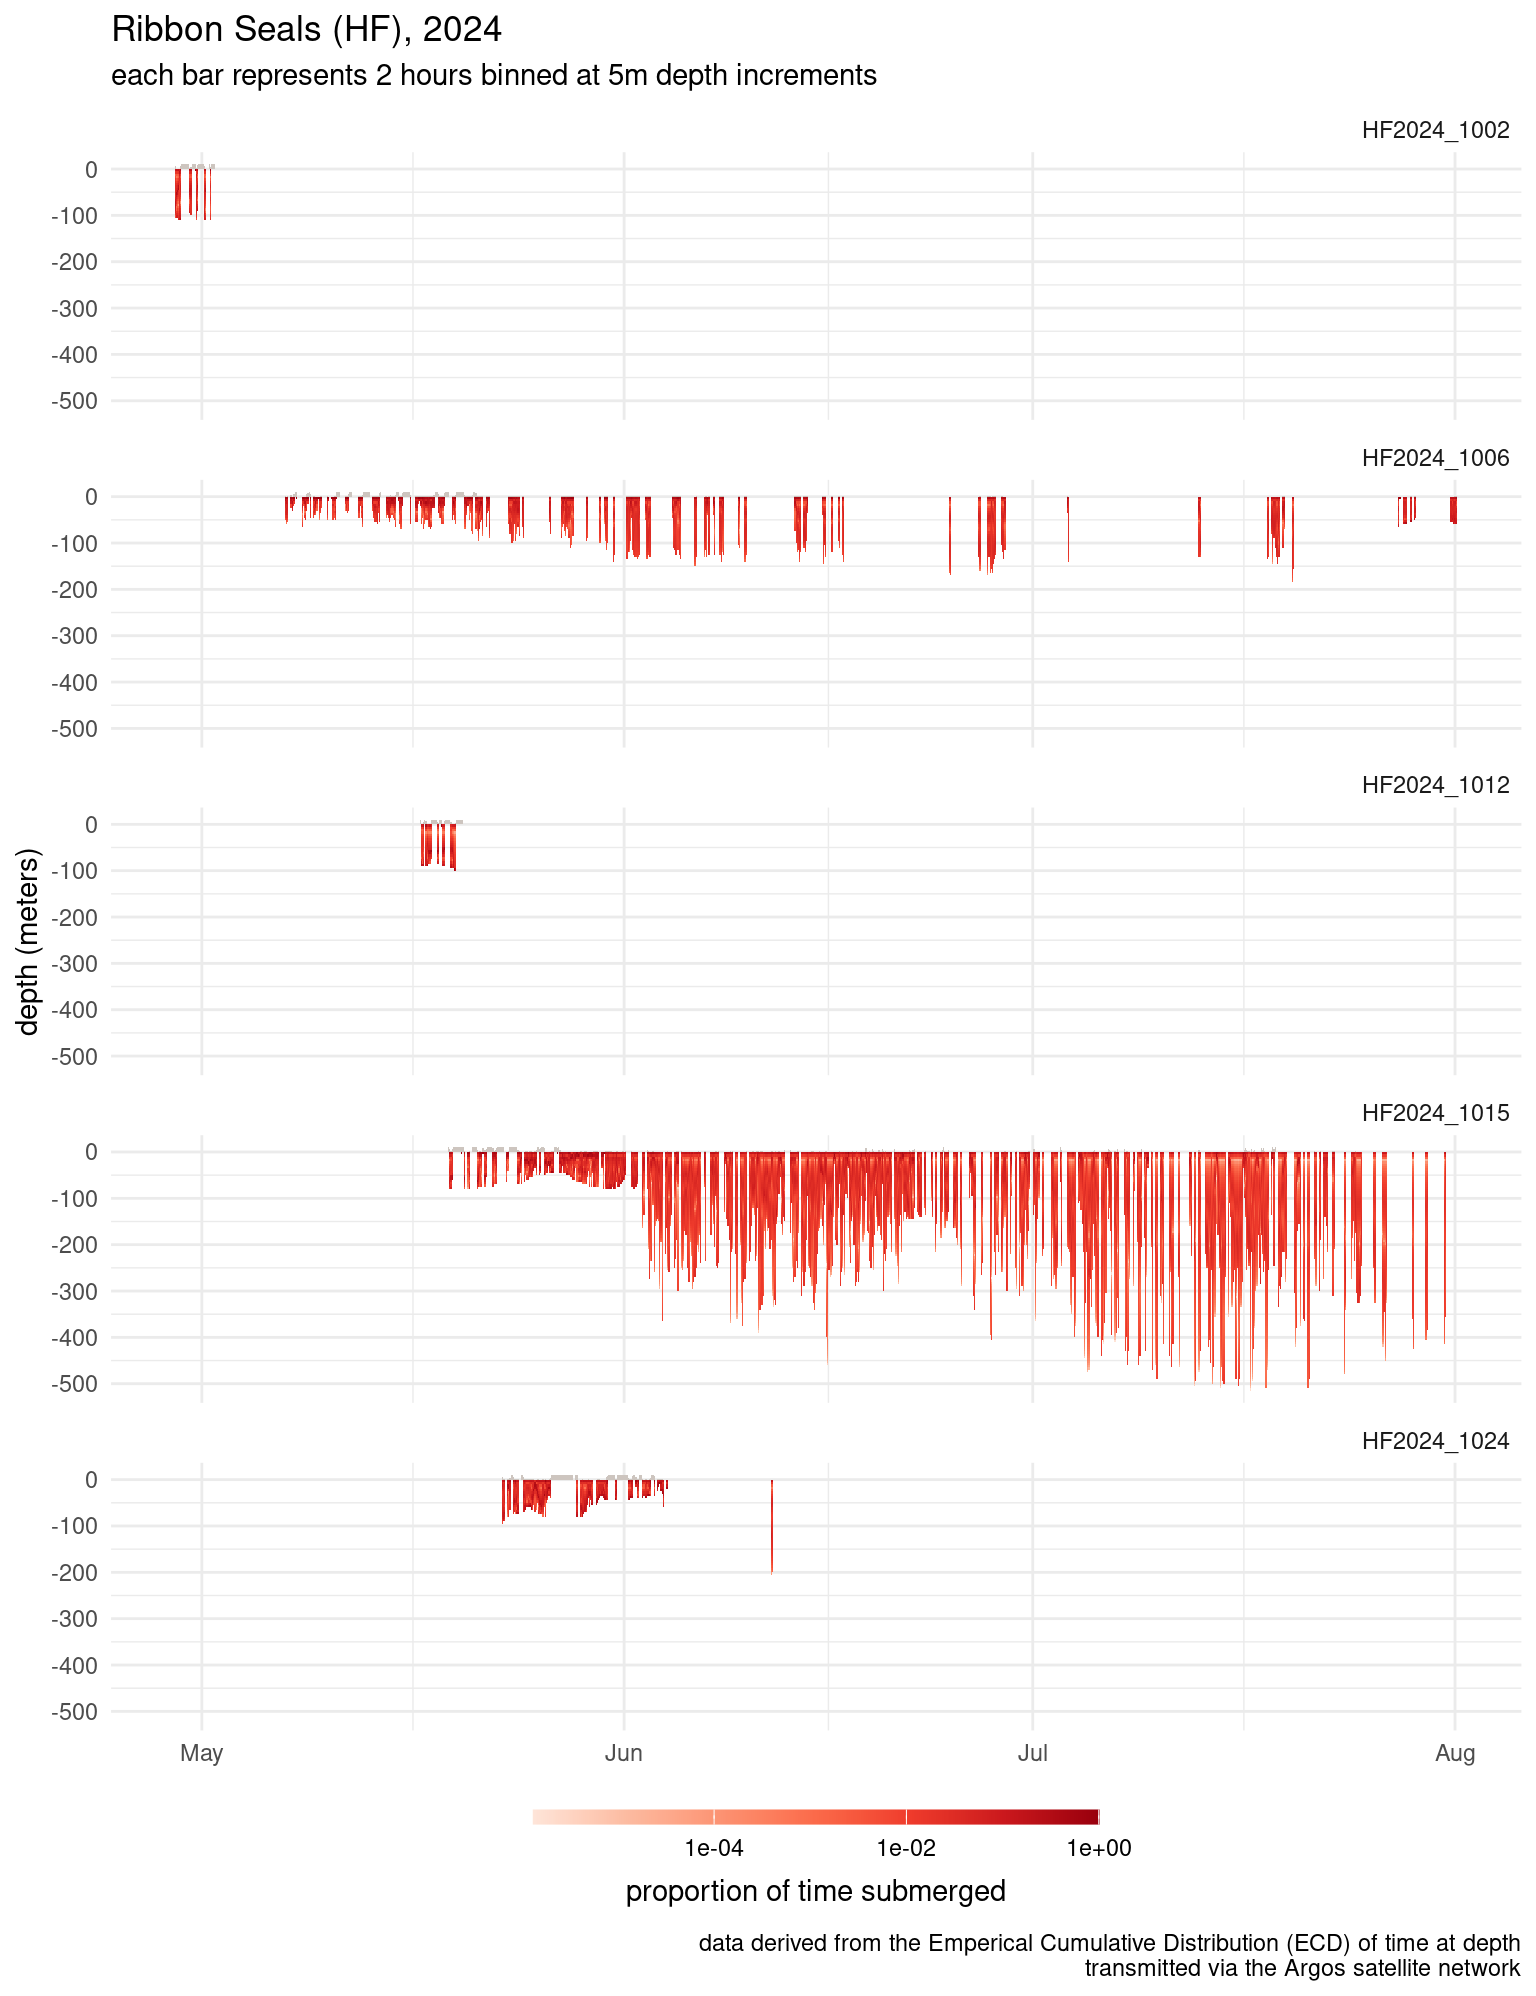 Ribbon Seals (HF), 2024
each bar represents 2 hours binned at 5m depth increments
HF2024_1002
0
-100
-200
-300
-400
-500
HF2024_1006
0
-100
-200
-300
-400
-500
HF2024_1012
0
-100
-200
-300
-400
-500
depth (meters)
HF2024_1015
0
-100
-200
-300
-400
-500
HF2024_1024
0
-100
-200
-300
-400
-500
May Jun Jul Aug
1e-04 1e-02 1e+00
proportion of time submerged
data derived from the Emperical Cumulative Distribution (ECD) of time at depth
transmitted via the Argos satellite network